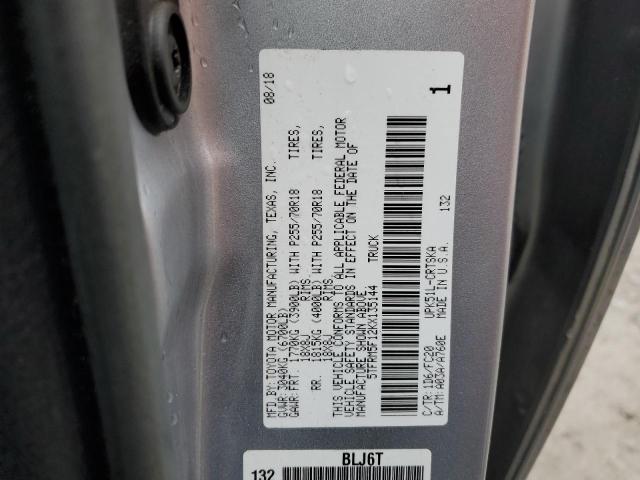 MFD.BY:TOYOTA MOTOR MANUFACTURING, TEXAS, INC. 08/18
GVWR: 3040KG (6700LB)
GAWR:FRT. 1770KG (3900LB) WITH P255/70R18 TIRES,
18X8J RIMS
RR. 1815KG (4000LB) WITH P255/70R18 TIRES,
18X8J RIMS
THIS VEHICLE CONFORMS TO ALL APPLICABLE FEDERAL MOTOR
VEHICLE SAFETY STANDARDS IN EFFECT ON THE DATE OF
MANUFACTURE SHOWN ABOVE.
5TFRM5F12KX135144 TRUCK
C/TR:1D6/FC20 UPK51L-CRTSKA 132
A/TM:A03A/A760E MADE IN U.S.A.
1
BLJ6T
132